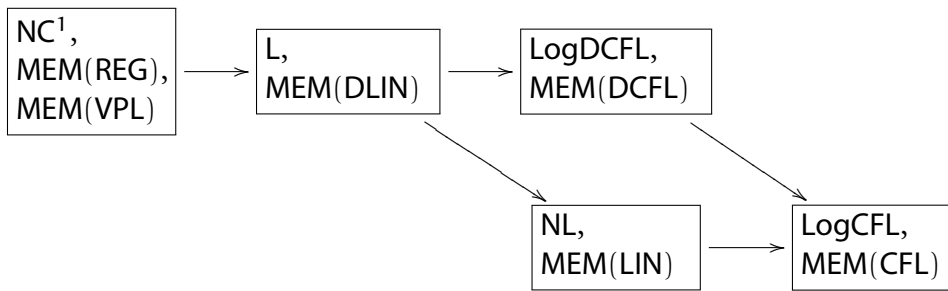 NC¹,
MEM(REG),
MEM(VPL)
L,
MEM(DLIN)
LogDCFL,
MEM(DCFL)
NL,
MEM(LIN)
LogCFL,
MEM(CFL)